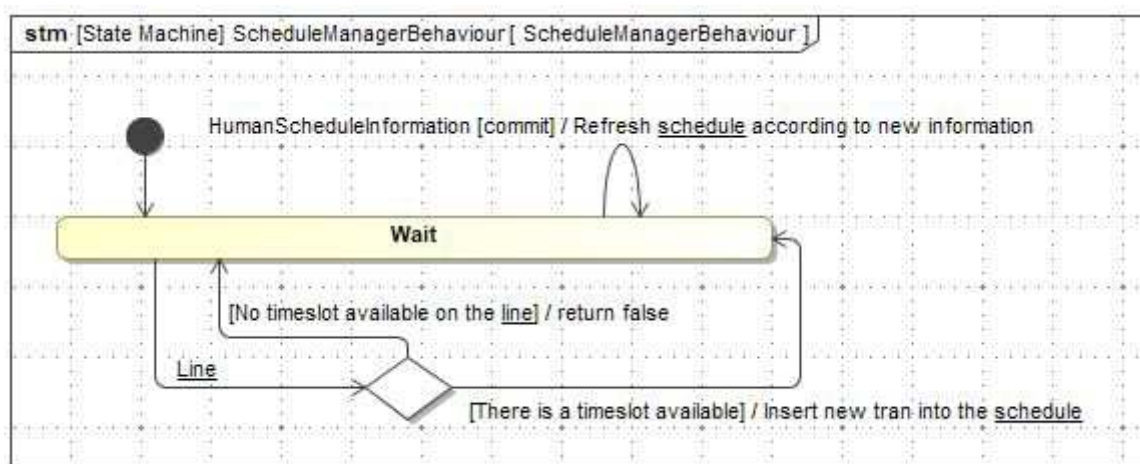 stm [State Machine] ScheduleManagerBehaviour [ ScheduleManagerBehaviour ]
HumanScheduleInformation [commit] / Refresh schedule according to new information
Wait
[No timeslot available on the line] / return false
Line
[There is a timeslot available] / Insert new tran into the schedule